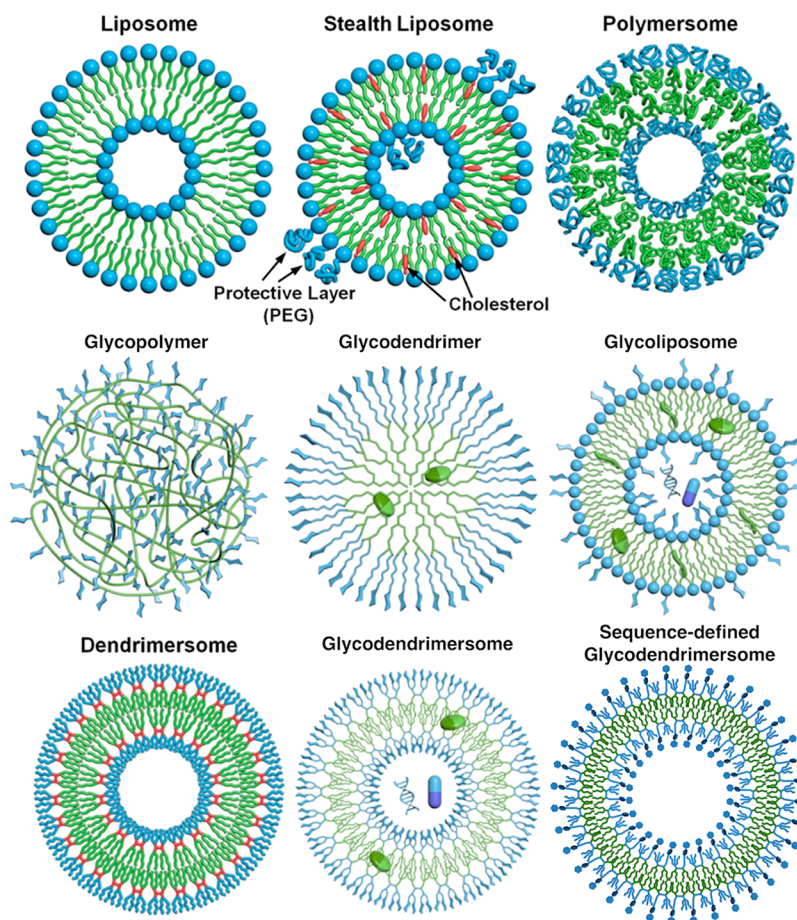 Liposome
Stealth Liposome
Polymersome
Protective Layer
(PEG)
Cholesterol
Glycopolymer
Glycodendrimer
Glycoliposome
Dendrimersome
Glycodendrimersome
Sequence-defined
Glycodendrimersome